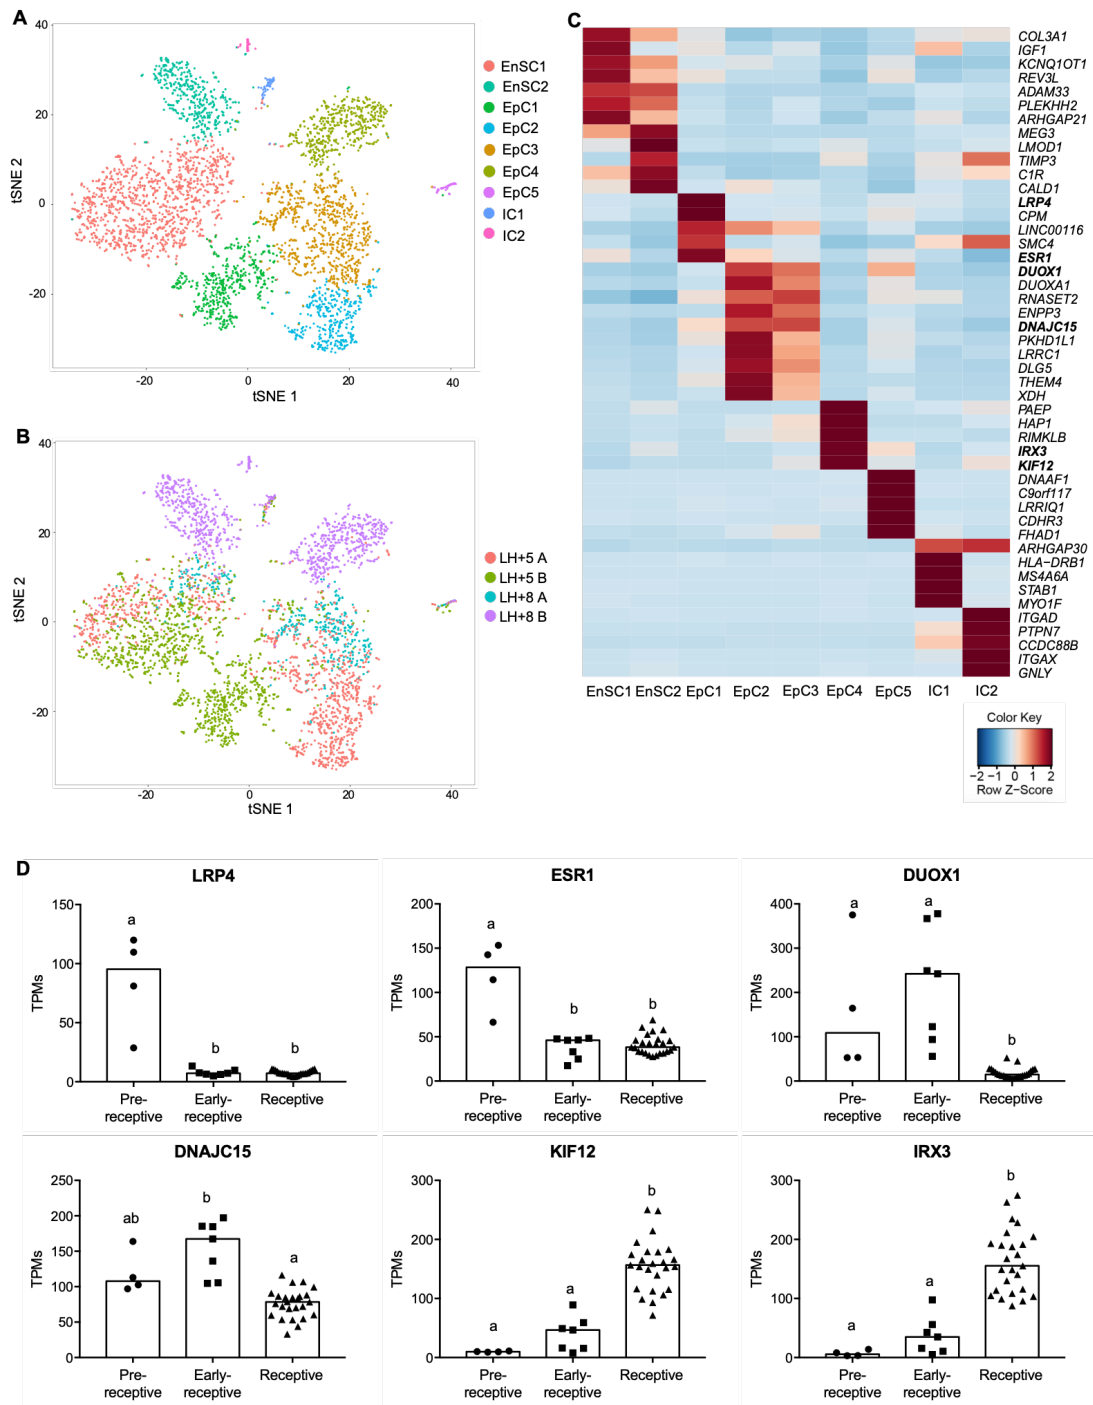 A
40
20
0
-20
tSNE 2
-20
0
20
40
tSNE 1
EnSC1
EnSC2
EpC1
EpC2
EpC3
EpC4
EpC5
IC1
IC2
B
40
20
0
-20
tSNE 2
-20
0
20
40
tSNE 1
LH+5 A
LH+5 B
LH+8 A
LH+8 B
C
COL3A1
IGF1
KCNQ1OT1
REV3L
ADAM33
PLEKHH2
ARHGAP21
MEG3
LMOD1
TIMP3
C1R
CALD1
LRP4
CPM
LINC00116
SMC4
ESR1
DUOX1
DUOXA1
RNASET2
ENPP3
DNAJC15
PKHD1L1
LRRC1
DLG5
THEM4
XDH
PAEP
HAP1
RIMKLB
IRX3
KIF12
DNAAF1
C9orf117
LRRIQ1
CDHR3
FHAD1
ARHGAP30
HLA−DRB1
MS4A6A
STAB1
MYO1F
ITGAD
PTPN7
CCDC88B
ITGAX
GNLY
EnSC1 EnSC2 EpC1 EpC2 EpC3 EpC4 EpC5 IC1 IC2
Color Key
−2 −1 0 1 2
Row Z−Score
D
LRP4
150
100
50
0
TPMs
a
b
b
Pre-
receptive
Early-
receptive
Receptive
ESR1
200
150
100
50
0
TPMs
a
b
b
Pre-
receptive
Early-
receptive
Receptive
DUOX1
400
300
200
100
0
TPMs
a
a
b
Pre-
receptive
Early-
receptive
Receptive
DNAJC15
250
200
150
100
50
0
TPMs
ab
b
a
Pre-
receptive
Early-
receptive
Receptive
KIF12
300
200
100
0
TPMs
a
a
b
Pre-
receptive
Early-
receptive
Receptive
IRX3
300
200
100
0
TPMs
a
a
b
Pre-
receptive
Early-
receptive
Receptive